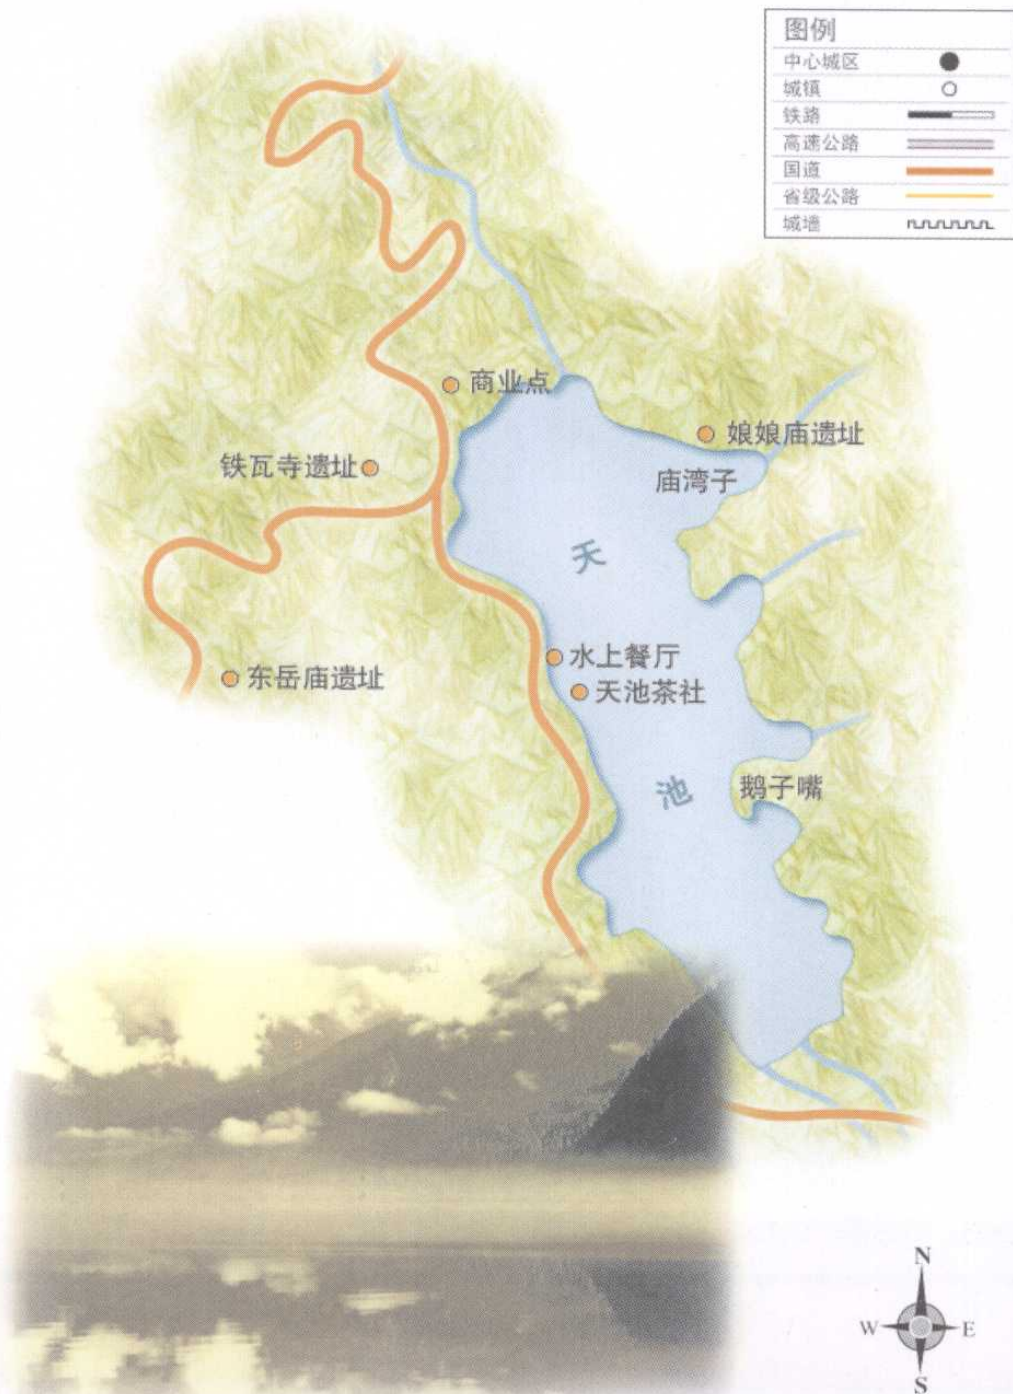 图例
中心城区
城镇
铁路
高速公路
国道
省级公路
城墙
商业点
娘娘庙遗址
铁瓦寺遗址
庙湾子
天
水上餐厅
东岳庙遗址
天池茶社
鹅子嘴
池
N
W
E
S